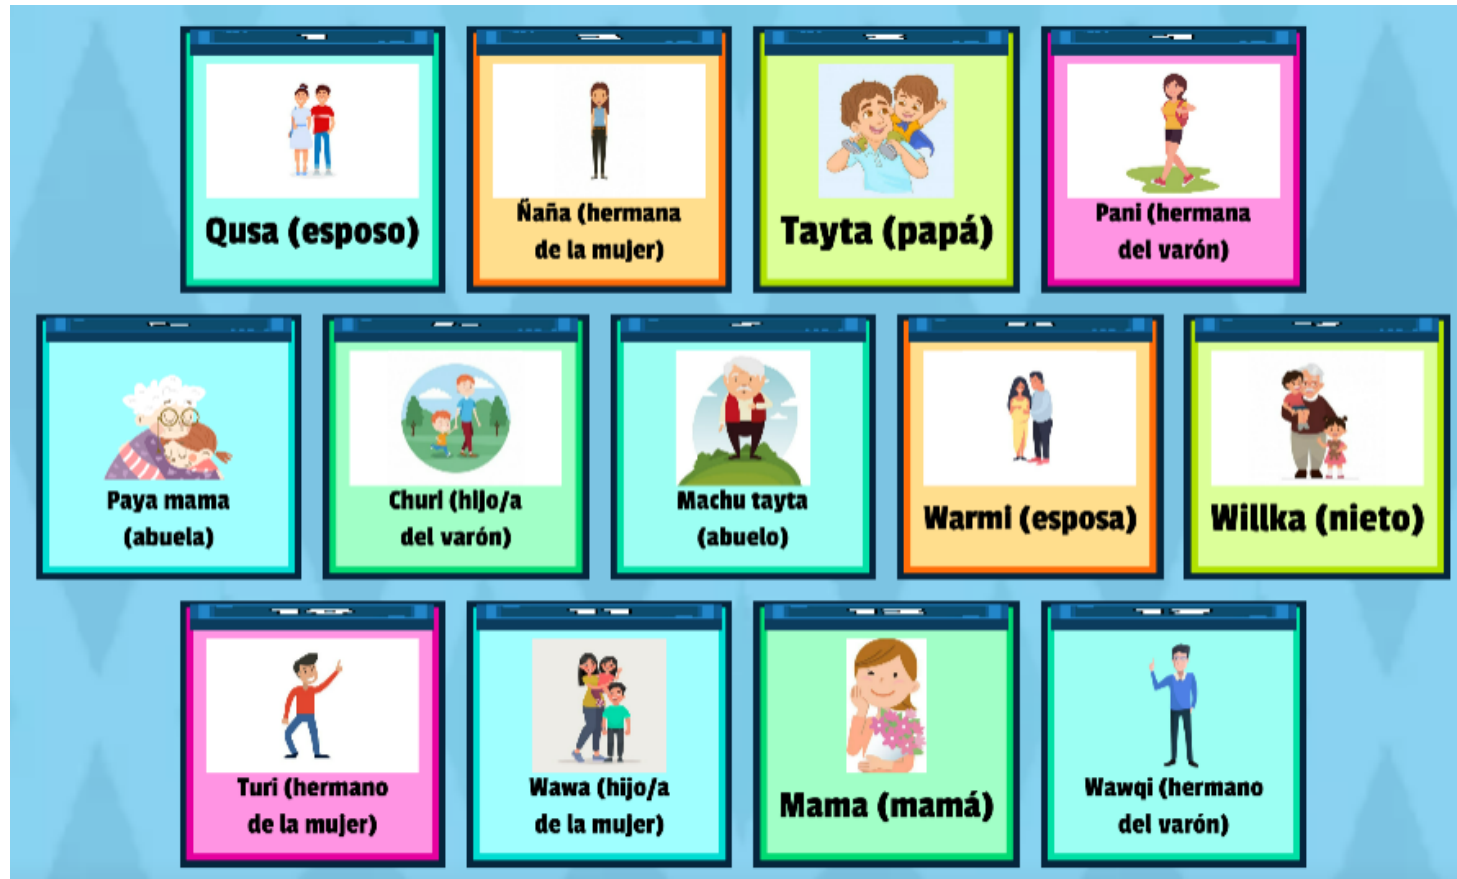 Qusa (esposo)
Ñaña (hermana
de la mujer)
Tayta (papá)
Pani (hermana
del varón)
Paya mama
(abuela)
Churi (hijo/a
del varón)
Machu tayta
(abuelo)
Warmi (esposa)
Willka (nieto)
Turi (hermano
de la mujer)
Wawa (hijo/a
de la mujer)
Mama (mamá)
Wawqi (hermano
del varón)